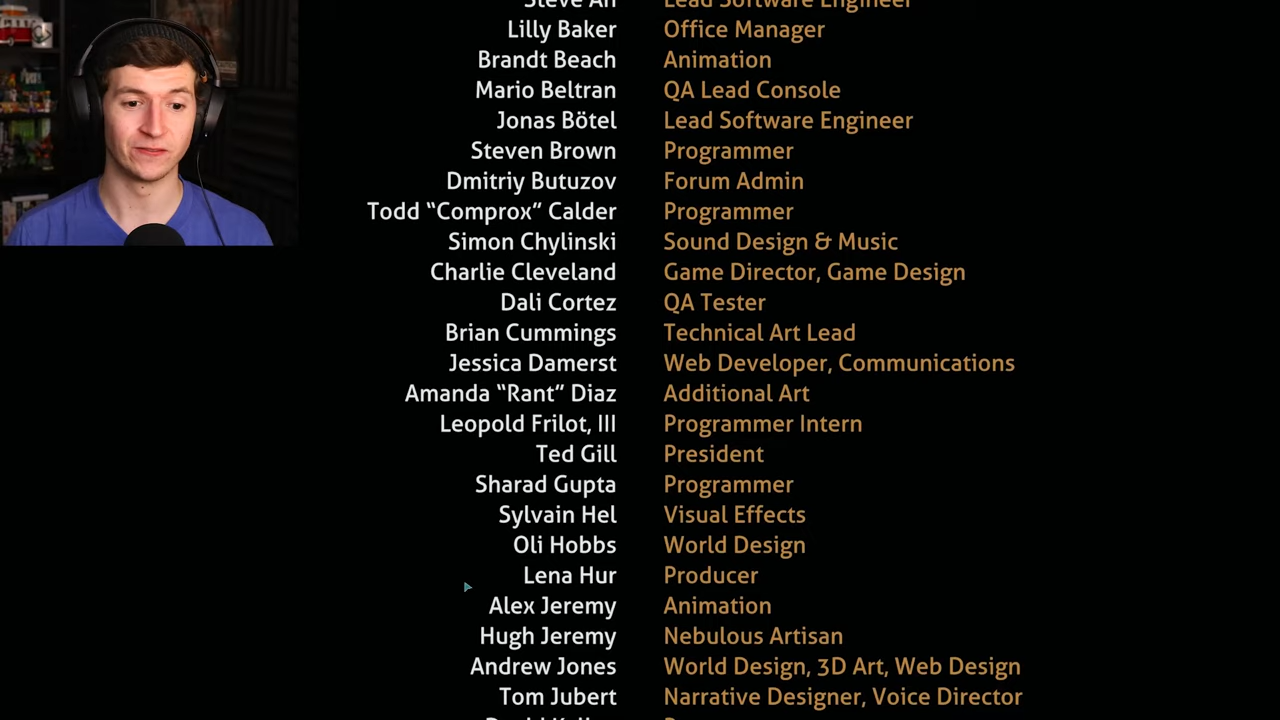 Steve An Lead Software Engineer
Lilly Baker Office Manager
Brandt Beach Animation
Mario Beltran QA Lead Console
Jonas Bötel Lead Software Engineer
Steven Brown Programmer
Dmitriy Butuzov Forum Admin
Todd “Comprox” Calder Programmer
Simon Chylinski Sound Design & Music
Charlie Cleveland Game Director, Game Design
Dali Cortez QA Tester
Brian Cummings Technical Art Lead
Jessica Damerst Web Developer, Communications
Amanda “Rant” Diaz Additional Art
Leopold Frilot, III Programmer Intern
Ted Gill President
Sharad Gupta Programmer
Sylvain Hel Visual Effects
Oli Hobbs World Design
Lena Hur Producer
Alex Jeremy Animation
Hugh Jeremy Nebulous Artisan
Andrew Jones World Design, 3D Art, Web Design
Tom Jubert Narrative Designer, Voice Director